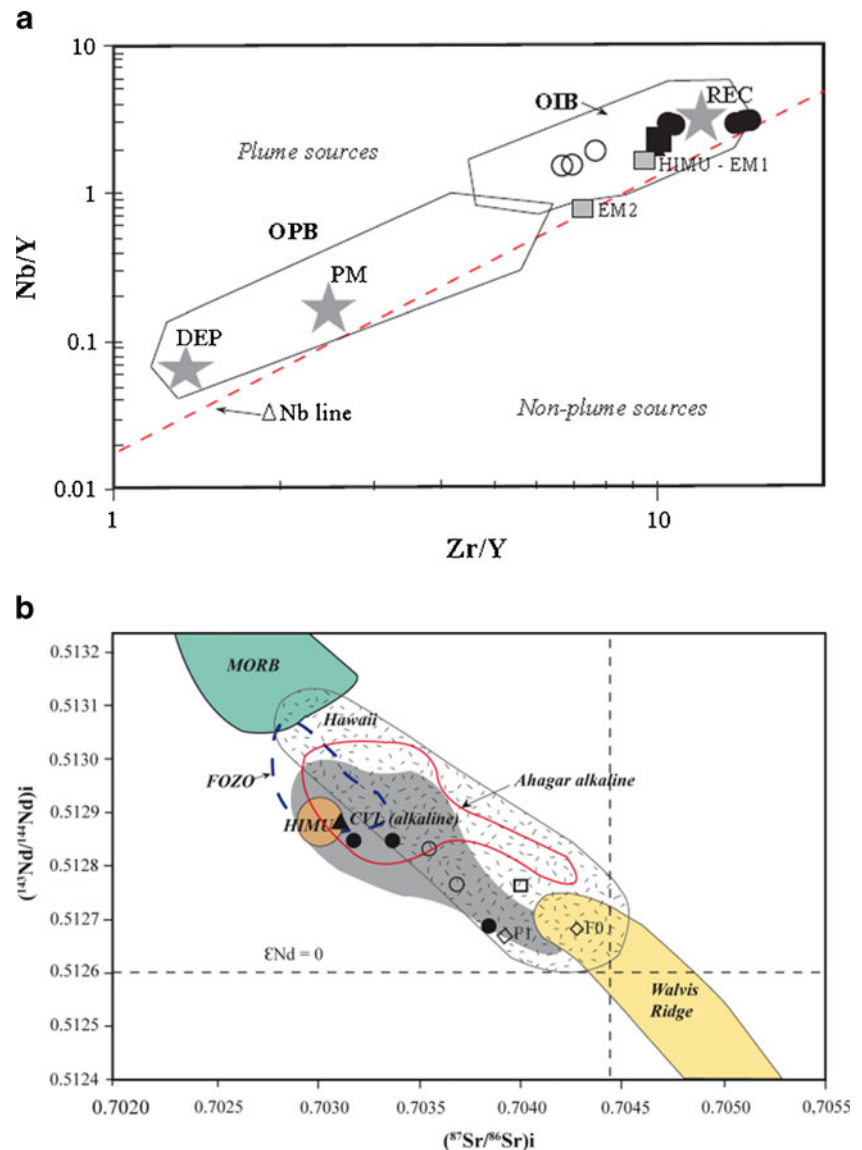 a
10
1
0.1
0.01
Nb/Y
OIB
REC
Plume sources
HIMU - EM1
EM2
OPB
PM
DEP
ΔNb line
Non-plume sources
1
10
Zr/Y
b
0.5132
0.5131
0.5130
0.5129
0.5128
0.5127
0.5126
0.5125
0.5124
(¹⁴³Nd/¹⁴⁴Nd)i
MORB
Hawaii
FOZO
Ahagar alkaline
HIMU
CVL (alkaline)
F1
F0
ƐNd = 0
Walvis
Ridge
0.7020
0.7025
0.7030
0.7035
0.7040
0.7045
0.7050
0,7055
(⁸⁷Sr/⁸⁶Sr)i